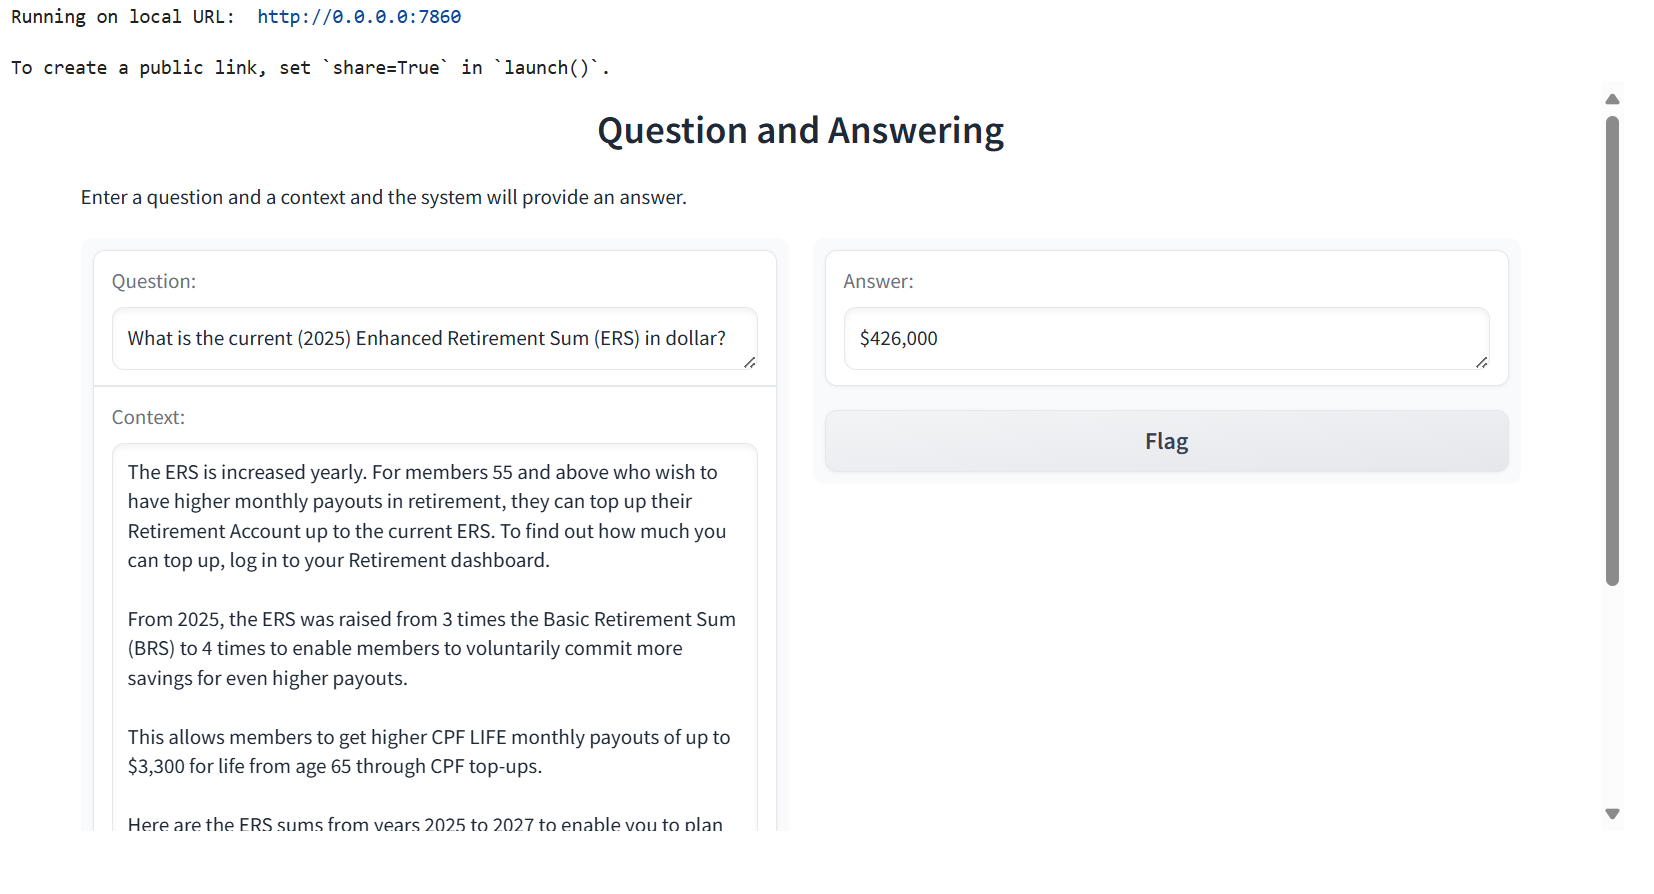 Running on local URL:  http://0.0.0.0:7860
To create a public link, set `share=True` in `launch()`.
Question and Answering
Enter a question and a context and the system will provide an answer.
Question:
What is the current (2025) Enhanced Retirement Sum (ERS) in dollar?
Context:
The ERS is increased yearly. For members 55 and above who wish to
have higher monthly payouts in retirement, they can top up their
Retirement Account up to the current ERS. To find out how much you
can top up, log in to your Retirement dashboard.
From 2025, the ERS was raised from 3 times the Basic Retirement Sum
(BRS) to 4 times to enable members to voluntarily commit more
savings for even higher payouts.
This allows members to get higher CPF LIFE monthly payouts of up to
$3,300 for life from age 65 through CPF top-ups.
Here are the ERS sums from years 2025 to 2027 to enable you to plan
Answer:
$426,000
Flag